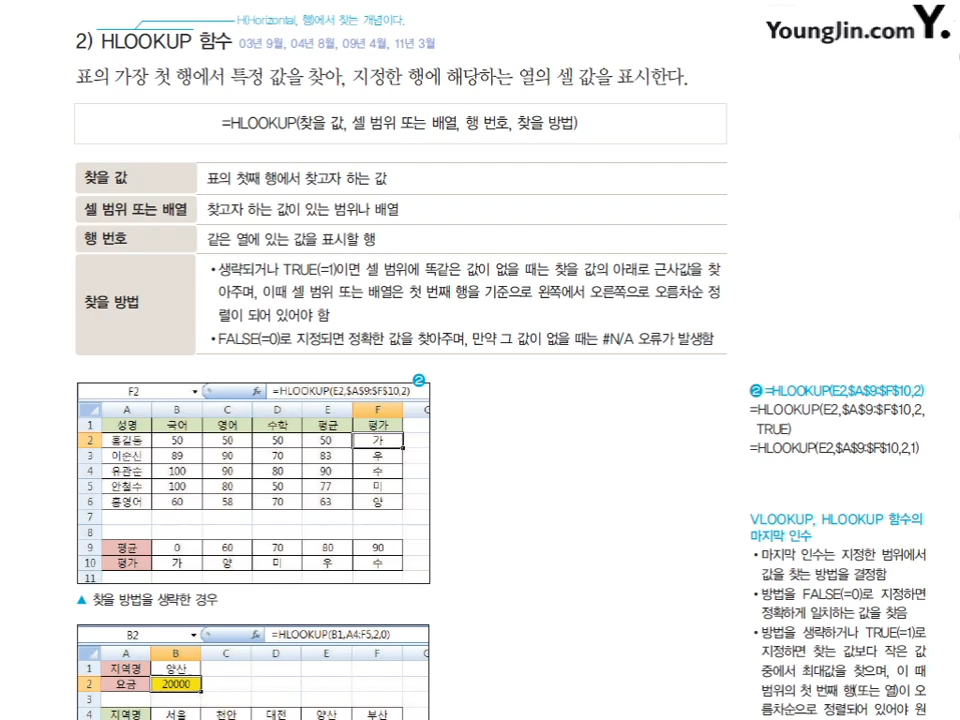 H(Horizontal, 행)에서 찾는 개념이다.
YoungJin.com Y.
2) HLOOKUP 함수 03년 9월, 04년 8월, 09년 4월, 11년 3월
표의 가장 첫 행에서 특정 값을 찾아, 지정한 행에 해당하는 열의 셀 값을 표시한다.
=HLOOKUP(찾을 값, 셀 범위 또는 배열, 행 번호, 찾을 방법)
찾을 값 표의 첫째 행에서 찾고자 하는 값
셀 범위 또는 배열 찾고자 하는 값이 있는 범위나 배열
행 번호 같은 열에 있는 값을 표시할 행
찾을 방법
•생략되거나 TRUE(=1)이면 셀 범위에 똑같은 값이 없을 때는 찾을 값의 아래로 근사값을 찾
아주며, 이때 셀 범위 또는 배열은 첫 번째 행을 기준으로 왼쪽에서 오른쪽으로 오름차순 정
렬이 되어 있어야 함
•FALSE(=0)로 지정되면 정확한 값을 찾아주며, 만약 그 값이 없을 때는 #N/A 오류가 발생함
❷
F2 fx =HLOOKUP(E2,$A$9:$F$10,2)
A B C D E F
1 성명 국어 영어 수학 평균 평가
2 홍길동 50 50 50 50 가
3 이순신 89 90 70 83 우
4 유관순 100 90 80 90 수
5 안철수 100 80 50 77 미
6 홍영어 60 58 70 63 양
7
8
9 평균 0 60 70 80 90
10 평가 가 양 미 우 수
11
▲ 찾을 방법을 생략한 경우
B2 fx =HLOOKUP(B1,A4:F5,2,0)
A B C D E F
1 지역명 양산
2 요금 20000
3
4 지역명 서울 천안 대전 양산 부산
❷ =HLOOKUP(E2,$A$9:$F$10,2)
=HLOOKUP(E2,$A$9:$F$10,2,
TRUE)
=HLOOKUP(E2,$A$9:$F$10,2,1)
VLOOKUP, HLOOKUP 함수의
마지막 인수
•마지막 인수는 지정한 범위에서
값을 찾는 방법을 결정함
•방법을 FALSE(=0)로 지정하면
정확하게 일치하는 값을 찾음
•방법을 생략하거나 TRUE(=1)로
지정하면 찾는 값보다 작은 값
중에서 최대값을 찾으며, 이 때
범위의 첫 번째 행(또는 열)이 오
름차순으로 정렬되어 있어야 원